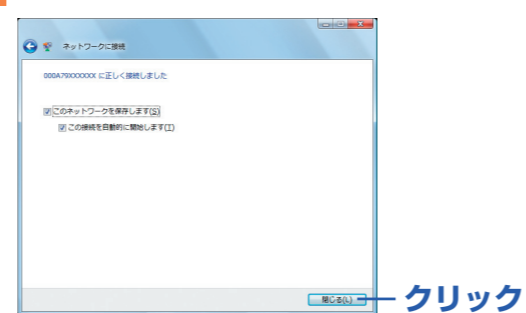 ネットワークに接続
000A79XXXXXX に正しく接続しました
このネットワークを保存します(S)
この接続を自動的に開始します(T)
閉じる(L)
クリック